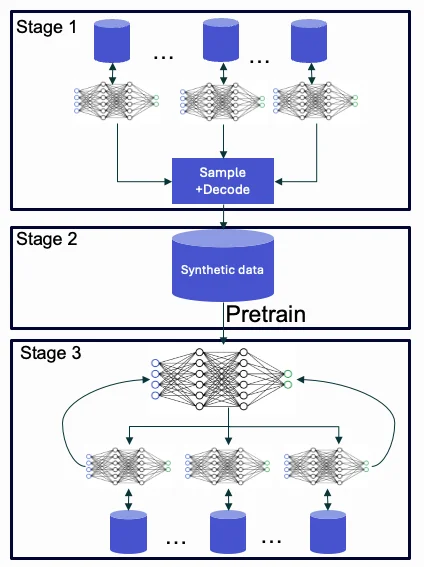 Stage 1
... ...
Sample
+Decode
Stage 2
Synthetic data
Pretrain
Stage 3
... ...